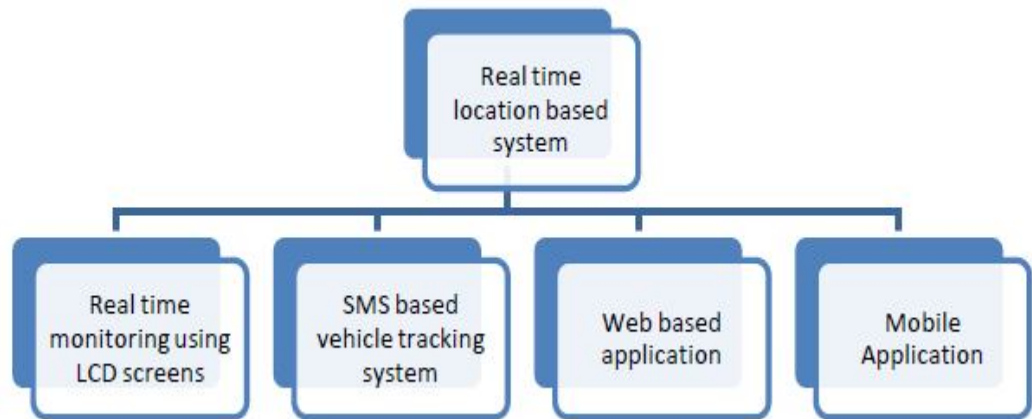 Real time
location based
system
Real time
monitoring using
LCD screens
SMS based
vehicle tracking
system
Web based
application
Mobile
Application